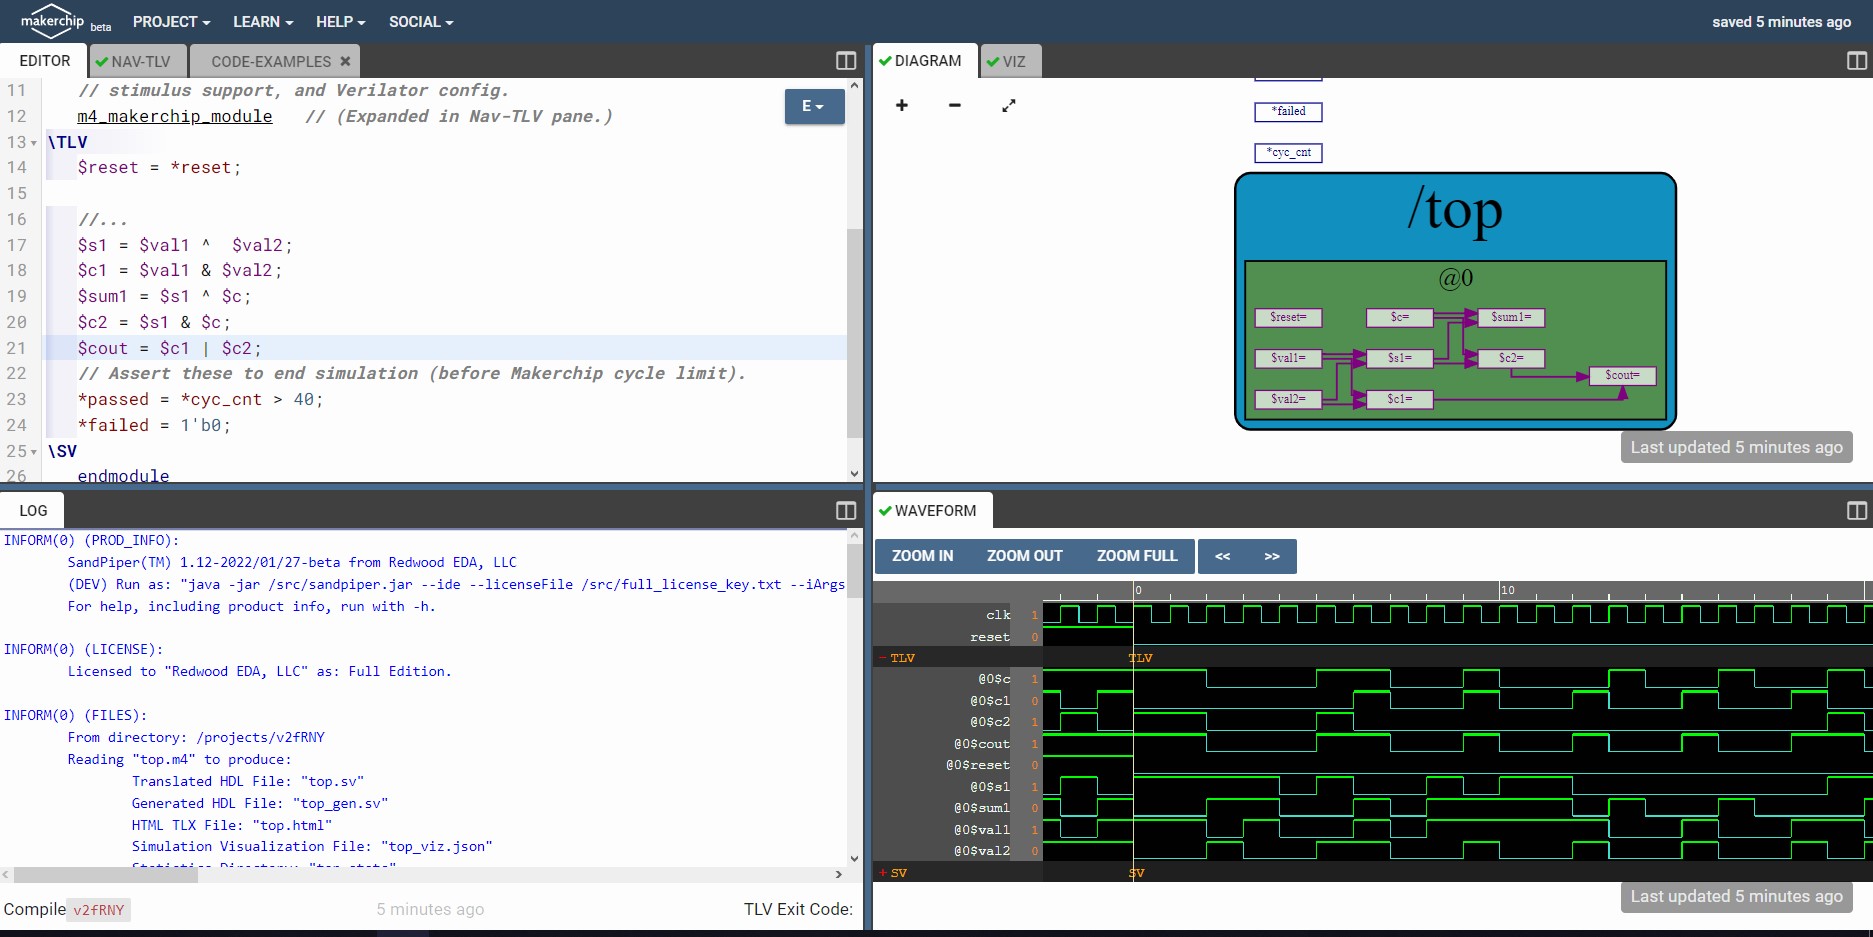 makerchip beta PROJECT LEARN HELP SOCIAL saved 5 minutes ago
EDITOR NAV-TLV CODE-EXAMPLES
11 // stimulus support, and Verilator config.
12 m4_makerchip_module // (Expanded in Nav-TLV pane.)
13 \TLV
14 $reset = *reset;
15
16 //...
17 $s1 = $val1 ^  $val2;
18 $c1 = $val1 & $val2;
19 $sum1 = $s1 ^ $c;
20 $c2 = $s1 & $c;
21 $cout = $c1 | $c2;
22 // Assert these to end simulation (before Makerchip cycle limit).
23 *passed = *cyc_cnt > 40;
24 *failed = 1'b0;
25 \SV
26 endmodule
E
DIAGRAM VIZ
*failed
*cyc_cnt
/top
@0
$reset= $c= $sum1=
$val1= $s1= $c2=
$cout=
$val2= $c1=
Last updated 5 minutes ago
LOG
INFORM(0) (PROD_INFO):
SandPiper(TM) 1.12-2022/01/27-beta from Redwood EDA, LLC
(DEV) Run as: "java -jar /src/sandpiper.jar --ide --licenseFile /src/full_license_key.txt --iArgs
For help, including product info, run with -h.
INFORM(0) (LICENSE):
Licensed to "Redwood EDA, LLC" as: Full Edition.
INFORM(0) (FILES):
From directory: /projects/v2fRNY
Reading "top.m4" to produce:
Translated HDL File: "top.sv"
Generated HDL File: "top_gen.sv"
HTML TLX File: "top.html"
Simulation Visualization File: "top_viz.json"
Statistics Directory: "top_stats"
Compile v2fRNY 5 minutes ago TLV Exit Code:
WAVEFORM
ZOOM IN ZOOM OUT ZOOM FULL << >>
0 10
clk 1
reset 0
- TLV TLV
@0$c 1
@0$c1 0
@0$c2 1
@0$cout 1
@0$reset 0
@0$s1 1
@0$sum1 0
@0$val1 1
@0$val2 0
+ SV SV
Last updated 5 minutes ago